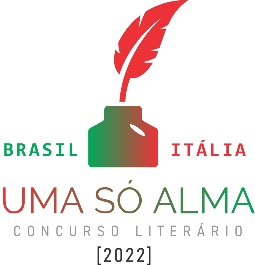 BRASIL ITÁLIA
UMA SÓ ALMA
CONCURSO LITERÁRIO
[2022]